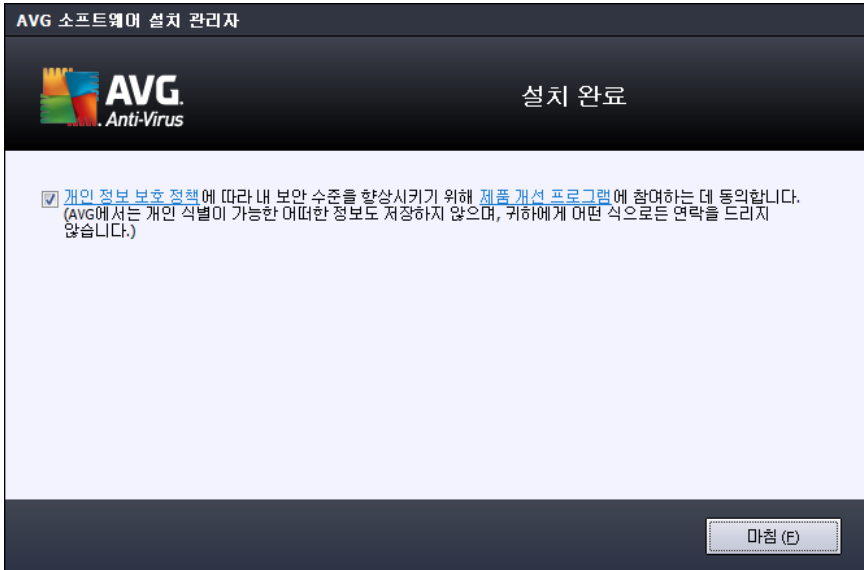 AVG 소프트웨어 설치 관리자
AVG.
Anti-Virus
설치 완료
개인 정보 보호 정책에 따라 내 보안 수준을 향상시키기 위해 제품 개선 프로그램에 참여하는 데 동의합니다.
(AVG에서는 개인 식별이 가능한 어떠한 정보도 저장하지 않으며, 귀하에게 어떤 식으로든 연락을 드리지
않습니다.)
마침 (F)